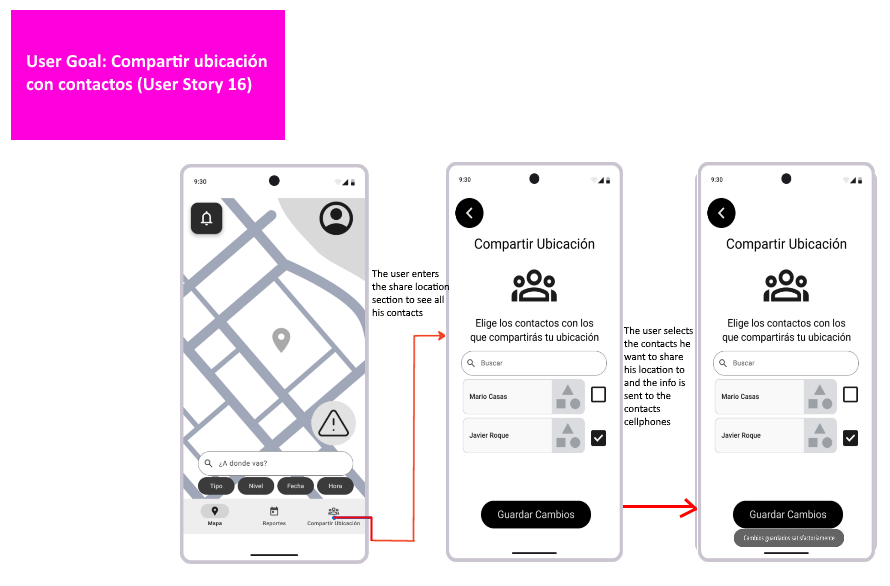 User Goal: Compartir ubicación
con contactos (User Story 16)
9:30
¿A donde vas?
Tipo
Nivel
Fecha
Hora
Mapa
Reportes
Compartir Ubicación
The user enters
the share location
section to see all
his contacts
9:30
Compartir Ubicación
Elige los contactos con los
que compartirás tu ubicación
Buscar
Mario Casas
Javier Roque
Guardar Cambios
The user selects
the contacts he
want to share
his location to
and the info is
sent to the
contacts
cellphones
9:30
Compartir Ubicación
Elige los contactos con los
que compartirás tu ubicación
Buscar
Mario Casas
Javier Roque
Guardar Cambios
Cambios guardados satisfactoriamente